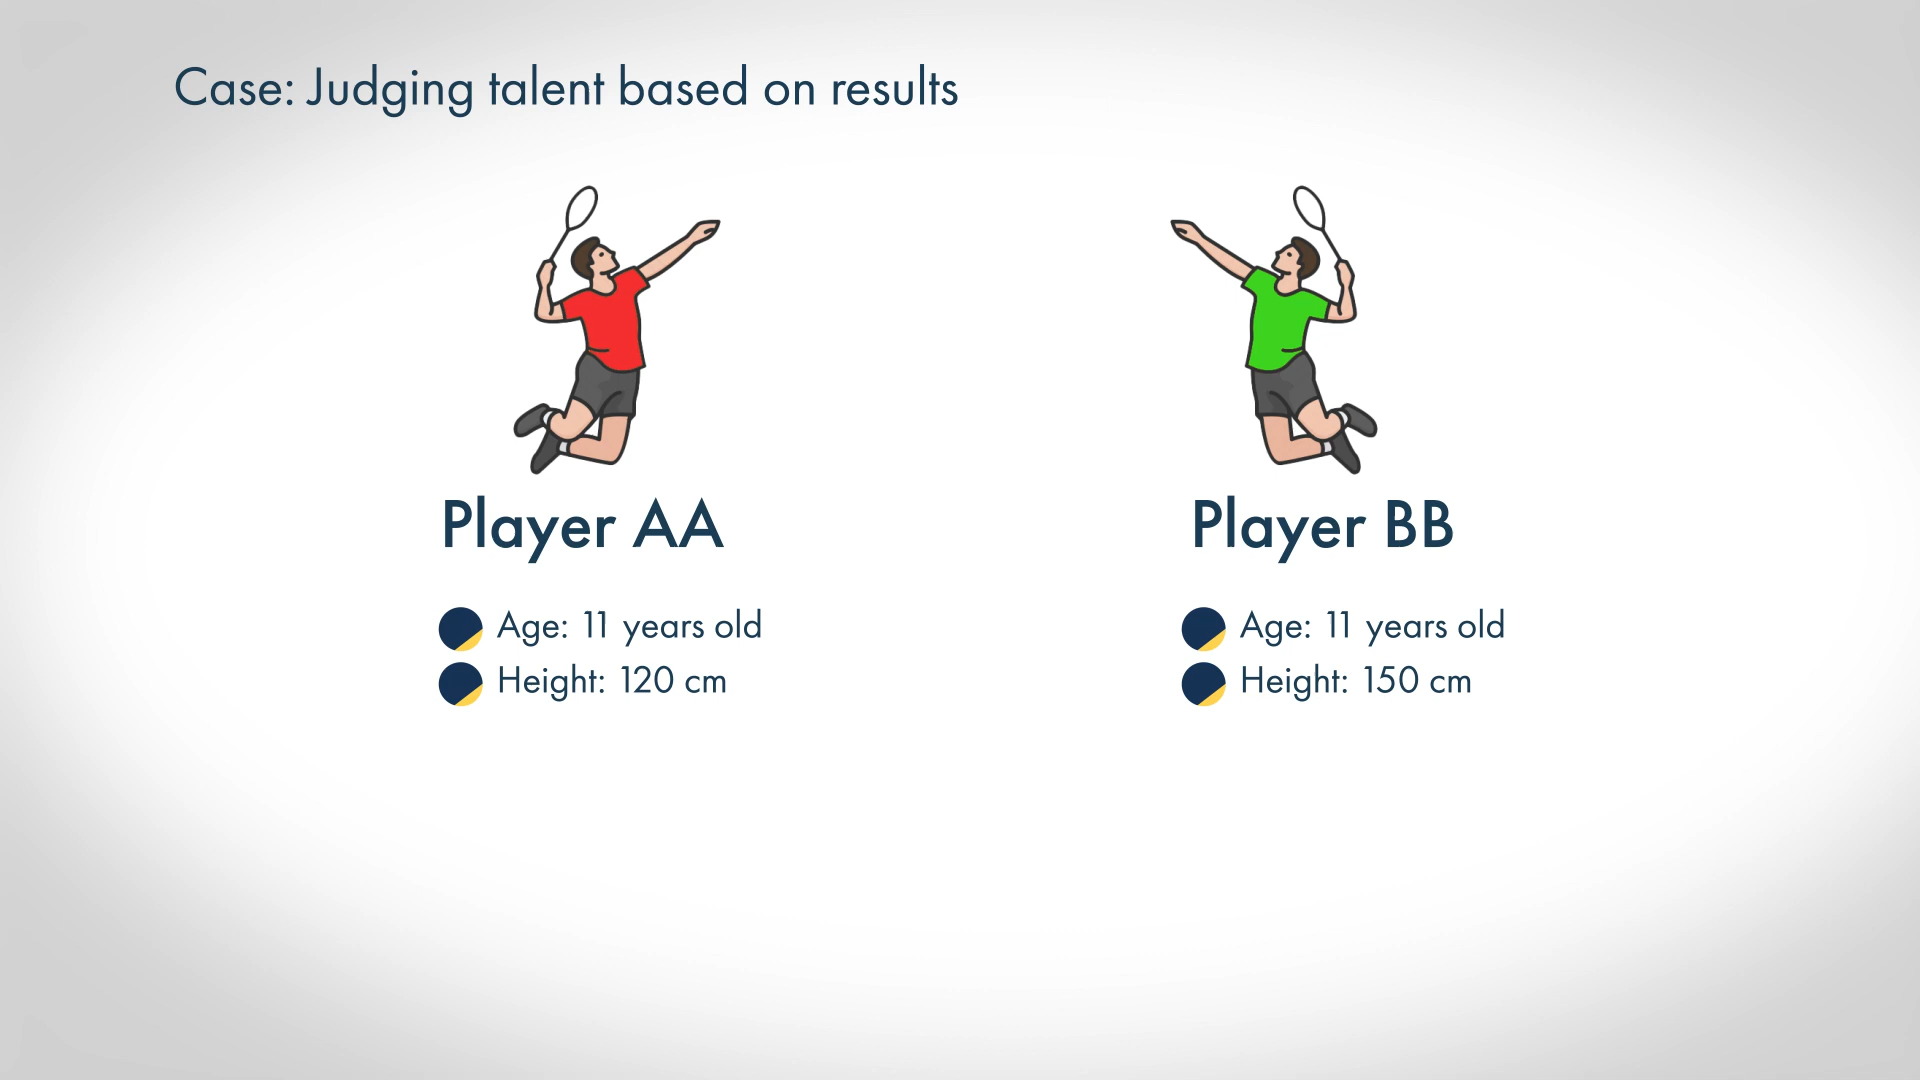 Case: Judging talent based on results
Player AA
Age: 11 years old
Height: 120 cm
Player BB
Age: 11 years old
Height: 150 cm